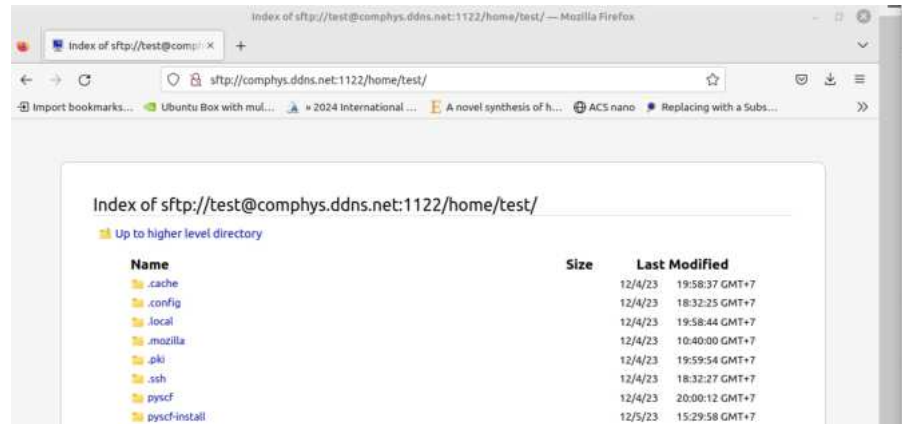 Index of sftp://test@comphys.ddns.net:1122/home/test/ — Mozilla Firefox
Index of sftp://test@comph
sftp://comphys.ddns.net:1122/home/test/
Import bookmarks... Ubuntu Box with mul... » 2024 International ... A novel synthesis of h... ACS nano Replacing with a Subs...
Index of sftp://test@comphys.ddns.net:1122/home/test/
Up to higher level directory
Name Size Last Modified
.cache 12/4/23 19:58:37 GMT+7
.config 12/4/23 18:32:25 GMT+7
.local 12/4/23 19:58:44 GMT+7
.mozilla 12/4/23 10:40:00 GMT+7
.pki 12/4/23 19:59:54 GMT+7
.ssh 12/4/23 18:32:27 GMT+7
pyscf 12/4/23 20:00:12 GMT+7
pyscf-install 12/5/23 15:29:58 GMT+7